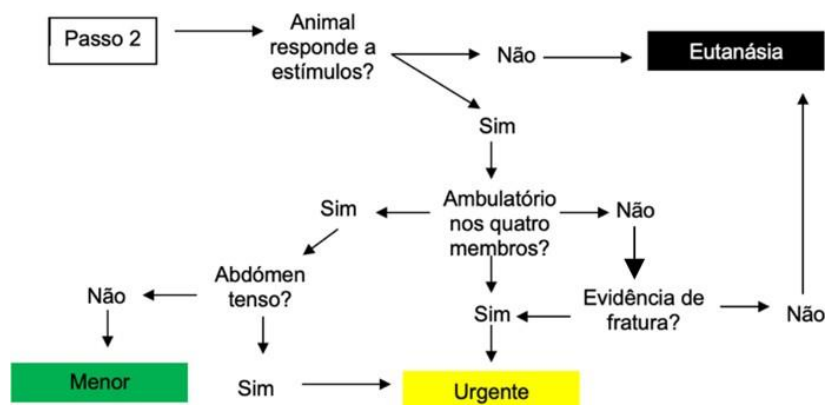 Passo 2
Animal
responde a
estímulos?
Não
Eutanásia
Sim
Sim
Ambulatório
nos quatro
membros?
Não
Não
Abdómen
tenso?
Sim
Evidência de
fratura?
Não
Menor
Sim
Urgente